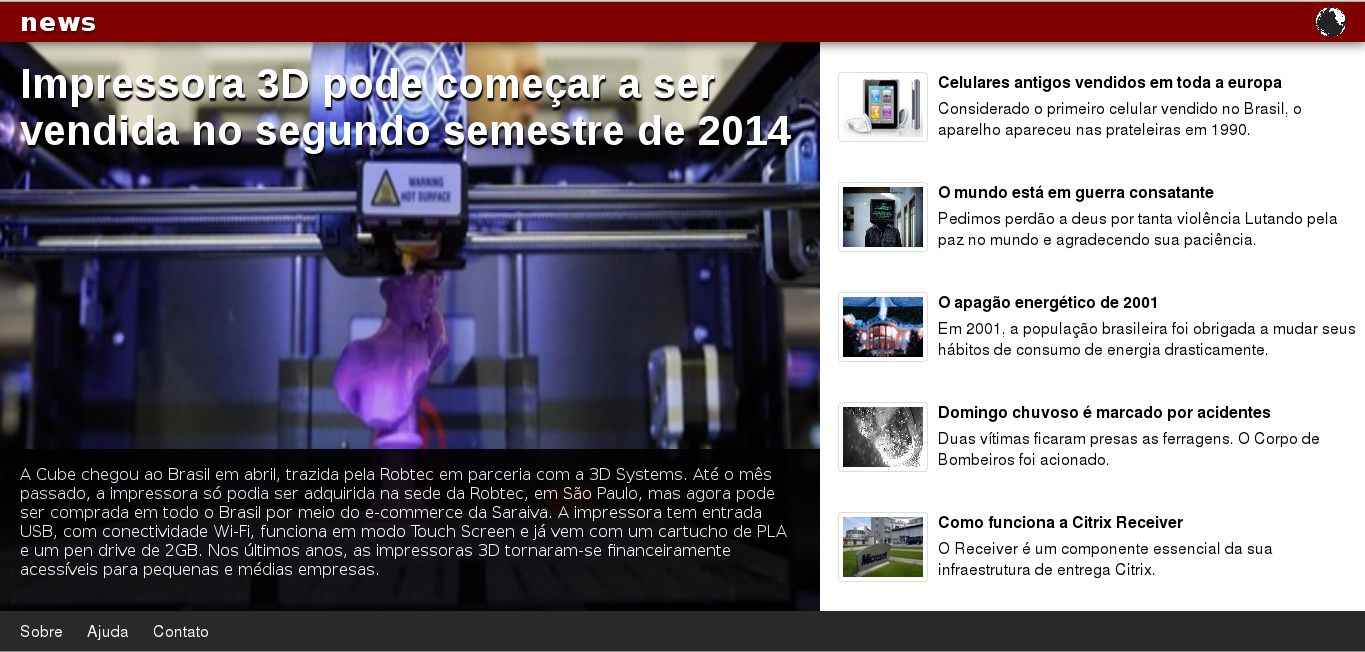 news
Impressora 3D pode começar a ser
vendida no segundo semestre de 2014
WARNING
HOT SURFACE
A Cube chegou ao Brasil em abril, trazida pela Robtec em parceria com a 3D Systems. Até o mês
passado, a impressora só podia ser adquirida na sede da Robtec, em São Paulo, mas agora pode
ser comprada em todo o Brasil por meio do e-commerce da Saraiva. A impressora tem entrada
USB, com conectividade Wi-Fi, funciona em modo Touch Screen e já vem com um cartucho de PLA
e um pen drive de 2GB. Nos últimos anos, as impressoras 3D tornaram-se financeiramente
acessíveis para pequenas e médias empresas.
Celulares antigos vendidos em toda a europa
Considerado o primeiro celular vendido no Brasil, o
aparelho apareceu nas prateleiras em 1990.
O mundo está em guerra consatante
Pedimos perdão a deus por tanta violência Lutando pela
paz no mundo e agradecendo sua paciência.
O apagão energético de 2001
Em 2001, a população brasileira foi obrigada a mudar seus
hábitos de consumo de energia drasticamente.
Domingo chuvoso é marcado por acidentes
Duas vítimas ficaram presas as ferragens. O Corpo de
Bombeiros foi acionado.
Microsoft
Como funciona a Citrix Receiver
O Receiver é um componente essencial da sua
infraestrutura de entrega Citrix.
Sobre Ajuda Contato